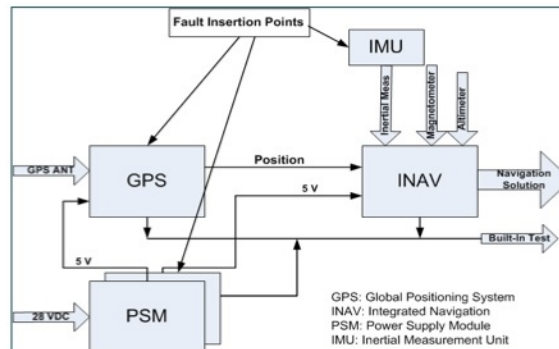 Fault Insertion Points
IMU
Inertial Meas
Magnetometer
Altimeter
GPS ANT
GPS
Position
INAV
Navigation
Solution
5 V
Built-In Test
5 V
28 VDC
PSM
GPS: Global Positioning System
INAV: Integrated Navigation
PSM: Power Supply Module
IMU: Inertial Measurement Unit